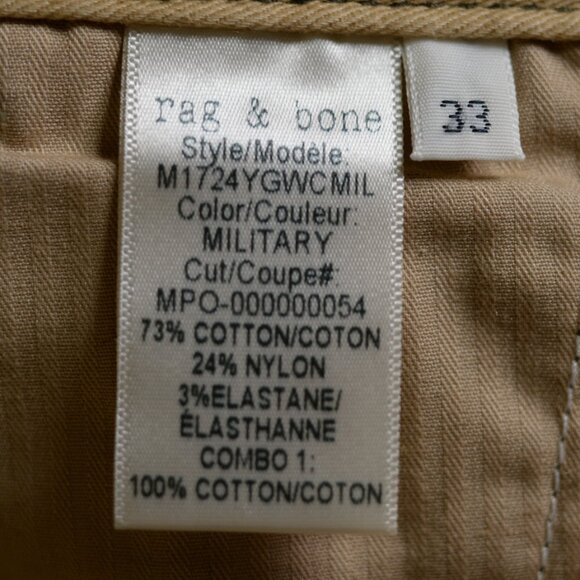 rag & bone
Style/Modèle:
M1724YGWCMIL
Color/Couleur:
MILITARY
Cut/Coupe#:
MPO-000000054
73% COTTON/COTON
24% NYLON
3%ELASTANE/
ÉLASTHANNE
COMBO 1:
100% COTTON/COTON
33